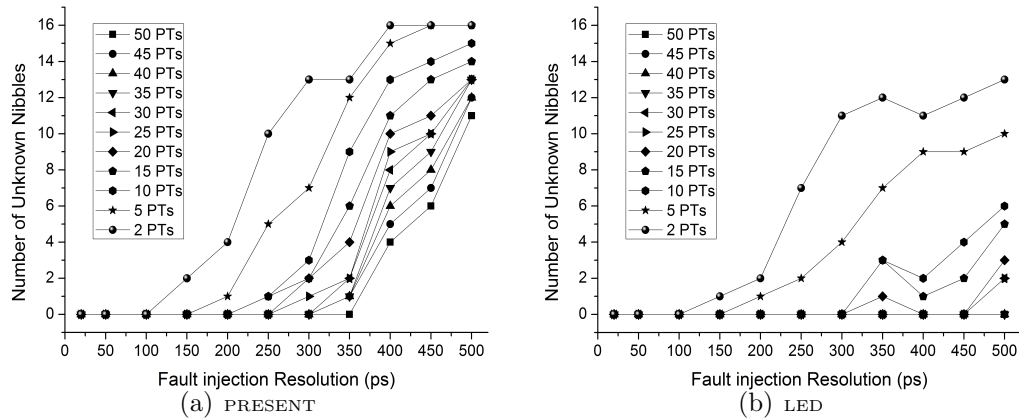 16
14
12
10
8
6
4
2
0
Number of Unknown Nibbles
50 PTs
45 PTs
40 PTs
35 PTs
30 PTs
25 PTs
20 PTs
15 PTs
10 PTs
5 PTs
2 PTs
0 50 100 150 200 250 300 350 400 450 500
Fault injection Resolution (ps)
(a) PRESENT
16
14
12
10
8
6
4
2
0
Number of Unknown Nibbles
50 PTs
45 PTs
40 PTs
35 PTs
30 PTs
25 PTs
20 PTs
15 PTs
10 PTs
5 PTs
2 PTs
0 50 100 150 200 250 300 350 400 450 500
Fault injection Resolution (ps)
(b) LED